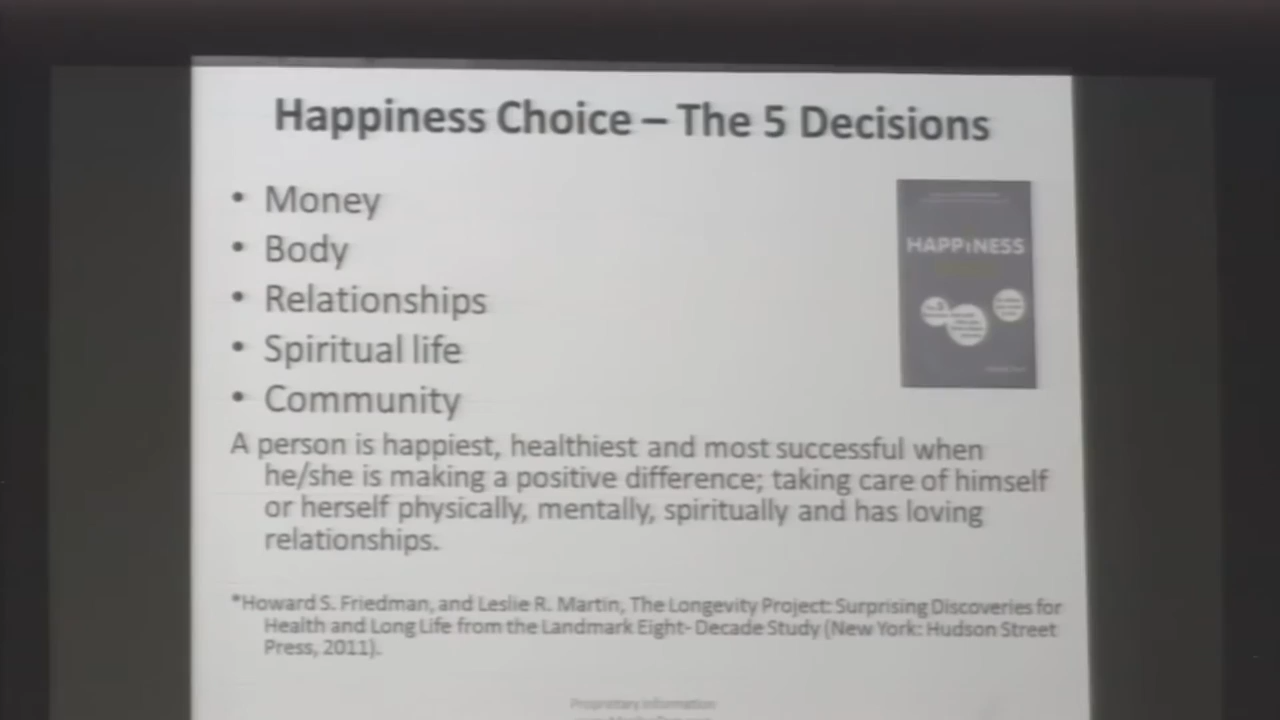 Happiness Choice – The 5 Decisions
• Money
• Body
• Relationships
• Spiritual life
• Community
HAPPiNESS
A person is happiest, healthiest and most successful when
he/she is making a positive difference; taking care of himself
or herself physically, mentally, spiritually and has loving
relationships.
*Howard S. Friedman, and Leslie R. Martin, The Longevity Project: Surprising Discoveries for
Health and Long Life from the Landmark Eight- Decade Study (New York: Hudson Street
Press, 2011).
Proprietary Information